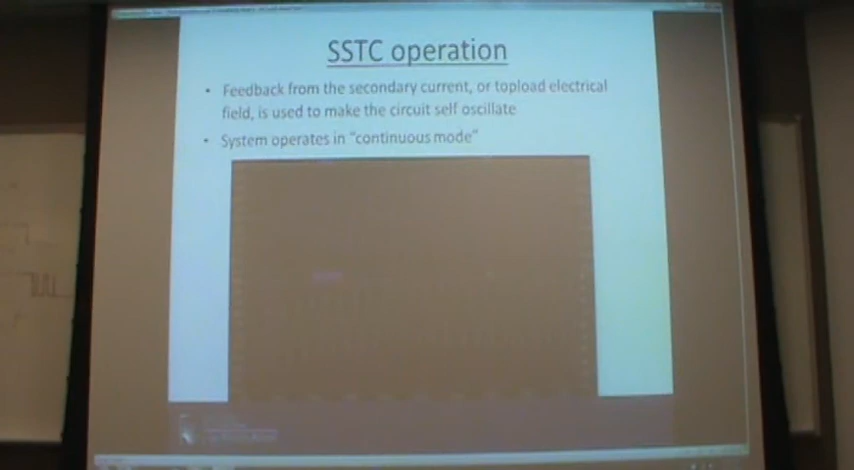 SSTC operation
• Feedback from the secondary current, or topload electrical
field, is used to make the circuit self oscillate
• System operates in "continuous mode"